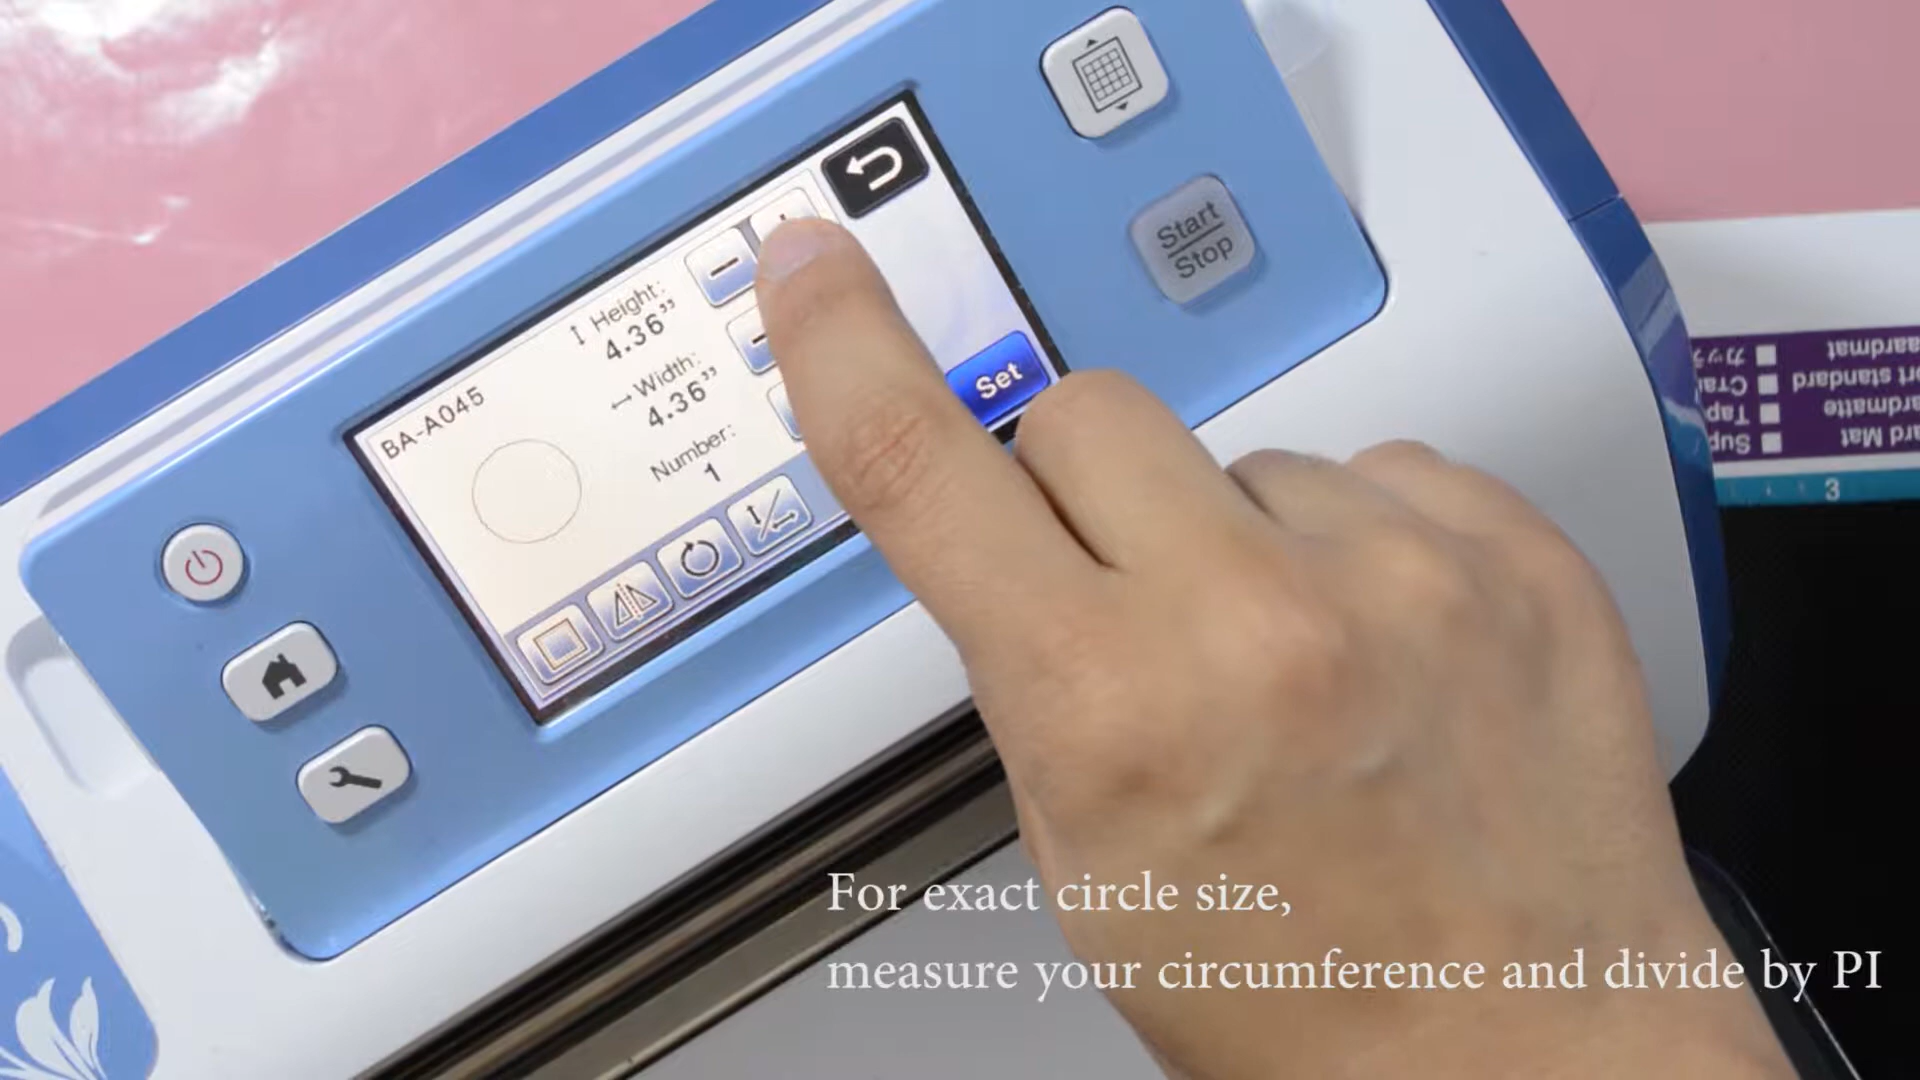 BA-A045
Height:
4.36"
Width:
4.36"
Number:
1
Set
Start
Stop
3
For exact circle size,
measure your circumference and divide by PI